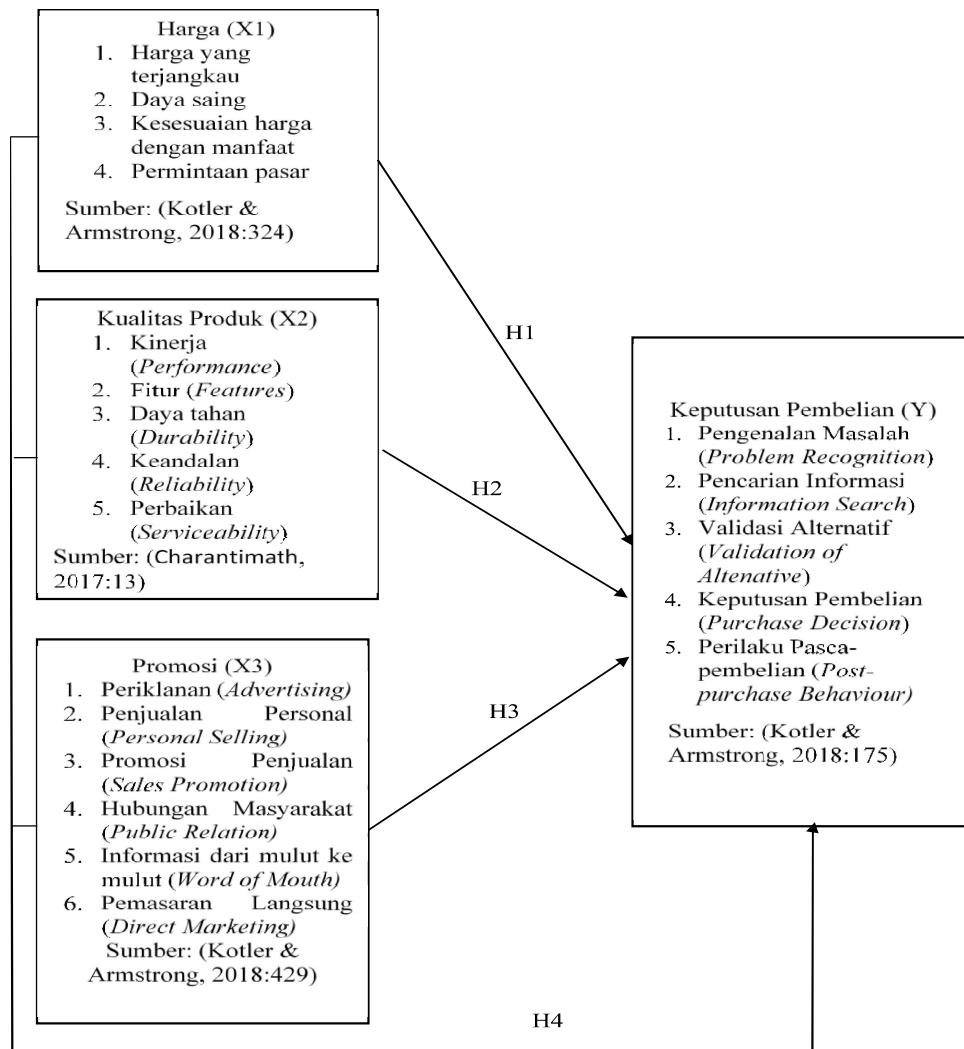 Harga (X1)
1. Harga yang
terjangkau
2. Daya saing
3. Kesesuaian harga
dengan manfaat
4. Permintaan pasar
Sumber: (Kotler &
Armstrong, 2018:324)
Kualitas Produk (X2)
1. Kinerja
(Performance)
2. Fitur (Features)
3. Daya tahan
(Durability)
4. Keandalan
(Reliability)
5. Perbaikan
(Serviceability)
Sumber: (Charantimath,
2017:13)
Promosi (X3)
1. Periklanan (Advertising)
2. Penjualan Personal
(Personal Selling)
3. Promosi Penjualan
(Sales Promotion)
4. Hubungan Masyarakat
(Public Relation)
5. Informasi dari mulut ke
mulut (Word of Mouth)
6. Pemasaran Langsung
(Direct Marketing)
Sumber: (Kotler &
Armstrong, 2018:429)
H1
H2
H3
H4
Keputusan Pembelian (Y)
1. Pengenalan Masalah
(Problem Recognition)
2. Pencarian Informasi
(Information Search)
3. Validasi Alternatif
(Validation of
Altenative)
4. Keputusan Pembelian
(Purchase Decision)
5. Perilaku Pasca-
pembelian (Post-
purchase Behaviour)
Sumber: (Kotler &
Armstrong, 2018:175)